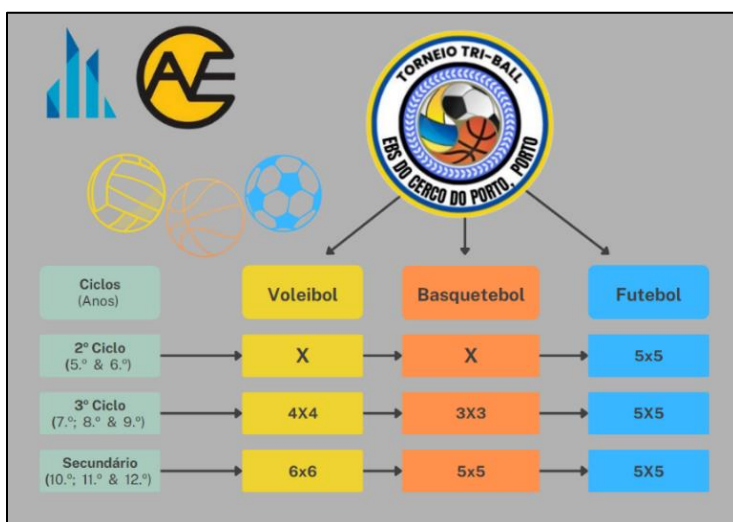 AVE
TORNEIO TRI-BALL
EBS DO CERCO DO PORTO, PORTO
Ciclos
(Anos)
Voleibol
Basquetebol
Futebol
2º Ciclo
(5.º & 6.º)
X
X
5x5
3º Ciclo
(7.º; 8.º & 9.º)
4X4
3X3
5X5
Secundário
(10.º; 11.º & 12.º)
6x6
5x5
5X5